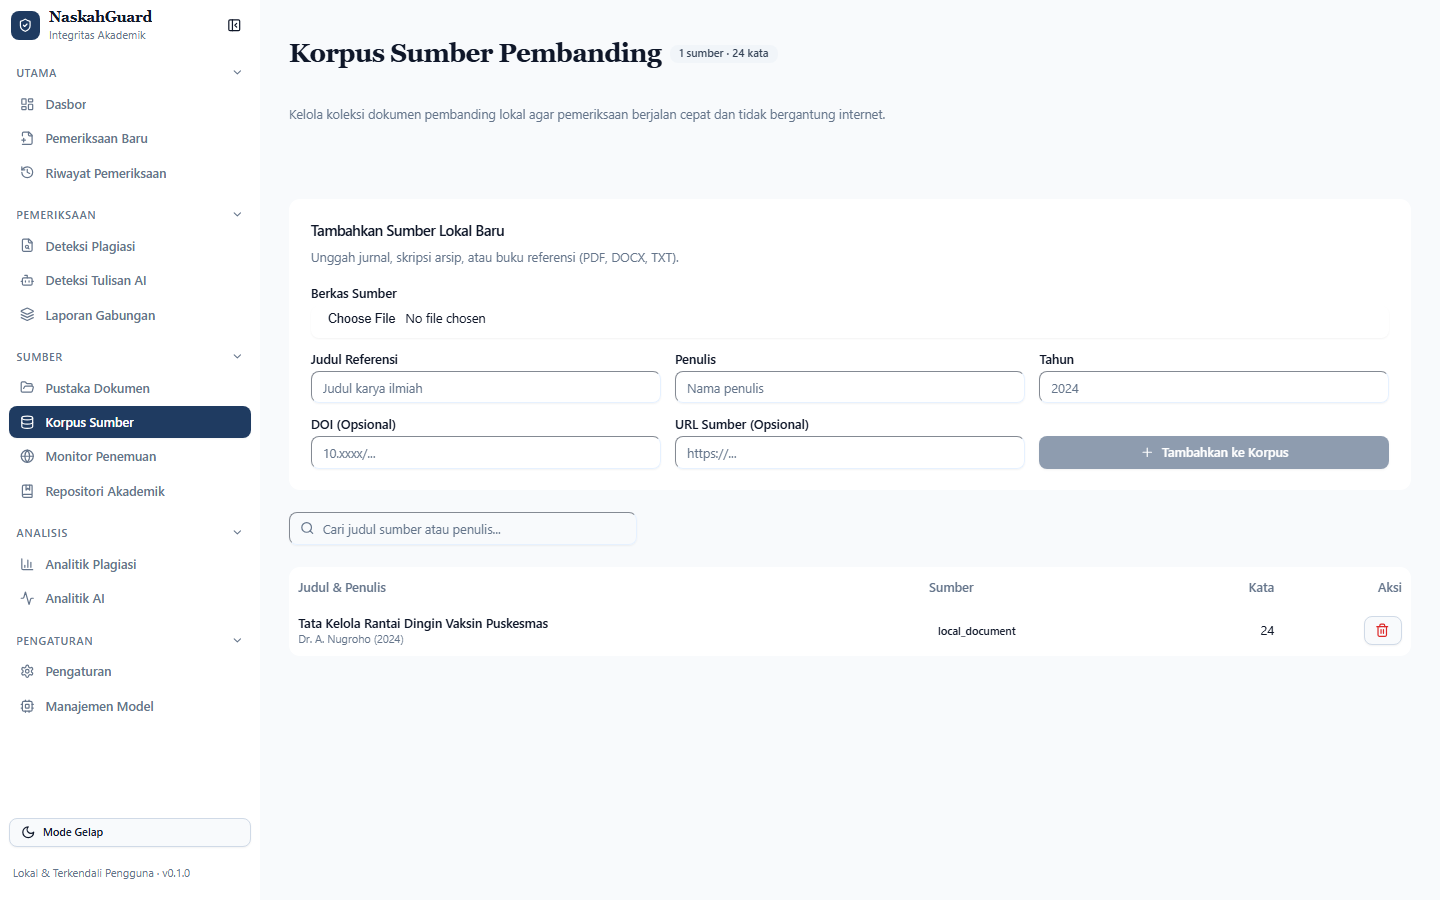 NaskahGuard
Integritas Akademik
UTAMA
Dasbor
Pemeriksaan Baru
Riwayat Pemeriksaan
PEMERIKSAAN
Deteksi Plagiasi
Deteksi Tulisan AI
Laporan Gabungan
SUMBER
Pustaka Dokumen
Korpus Sumber
Monitor Penemuan
Repositori Akademik
ANALISIS
Analitik Plagiasi
Analitik AI
PENGATURAN
Pengaturan
Manajemen Model
Mode Gelap
Lokal & Terkendali Pengguna · v0.1.0
Korpus Sumber Pembanding 1 sumber · 24 kata
Kelola koleksi dokumen pembanding lokal agar pemeriksaan berjalan cepat dan tidak bergantung internet.
Tambahkan Sumber Lokal Baru
Unggah jurnal, skripsi arsip, atau buku referensi (PDF, DOCX, TXT).
Berkas Sumber
Choose File No file chosen
Judul Referensi Penulis Tahun
Judul karya ilmiah Nama penulis 2024
DOI (Opsional) URL Sumber (Opsional)
10.xxxx/... https://... + Tambahkan ke Korpus
Cari judul sumber atau penulis...
Judul & Penulis Sumber Kata Aksi
Tata Kelola Rantai Dingin Vaksin Puskesmas
Dr. A. Nugroho (2024) local_document 24